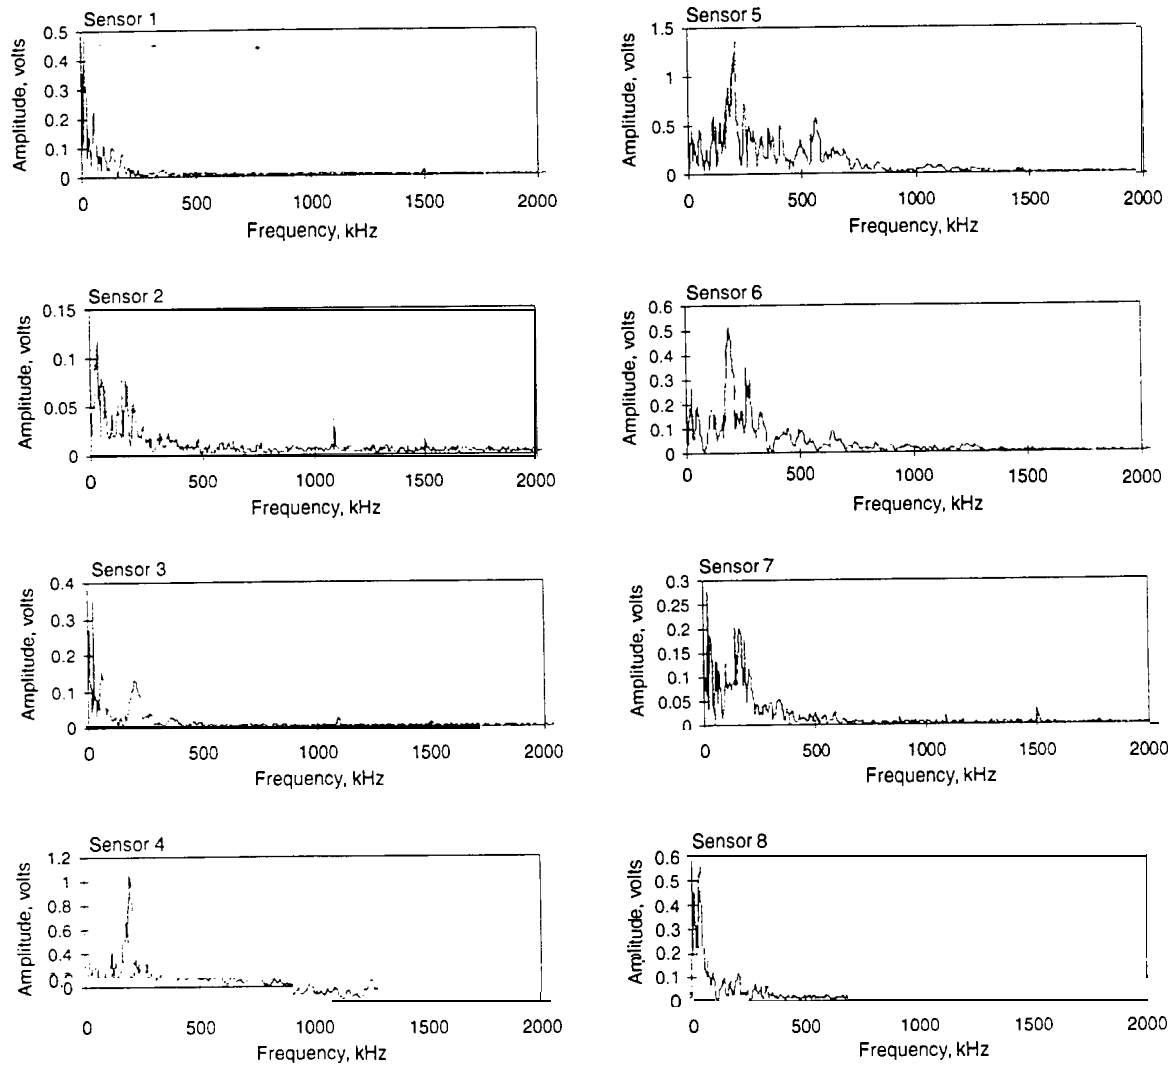 Sensor 1
Amplitude, volts
0.5
0.4
0.3
0.2
0.1
0
0 500 1000 1500 2000
Frequency, kHz
Sensor 2
Amplitude, volts
0.15
0.1
0.05
0
0 500 1000 1500 2000
Frequency, kHz
Sensor 3
Amplitude, volts
0.4
0.3
0.2
0.1
0
0 500 1000 1500 2000
Frequency, kHz
Sensor 4
Amplitude, volts
1.2
1
0.8
0.6
0.4
0.2
0
0 500 1000 1500 2000
Frequency, kHz
Sensor 5
Amplitude, volts
1.5
1
0.5
0
0 500 1000 1500 2000
Frequency, kHz
Sensor 6
Amplitude, volts
0.6
0.5
0.4
0.3
0.2
0.1
0
0 500 1000 1500 2000
Frequency, kHz
Sensor 7
Amplitude, volts
0.3
0.25
0.2
0.15
0.1
0.05
0
0 500 1000 1500 2000
Frequency, kHz
Sensor 8
Amplitude, volts
0.6
0.5
0.4
0.3
0.2
0.1
0
0 500 1000 1500 2000
Frequency, kHz